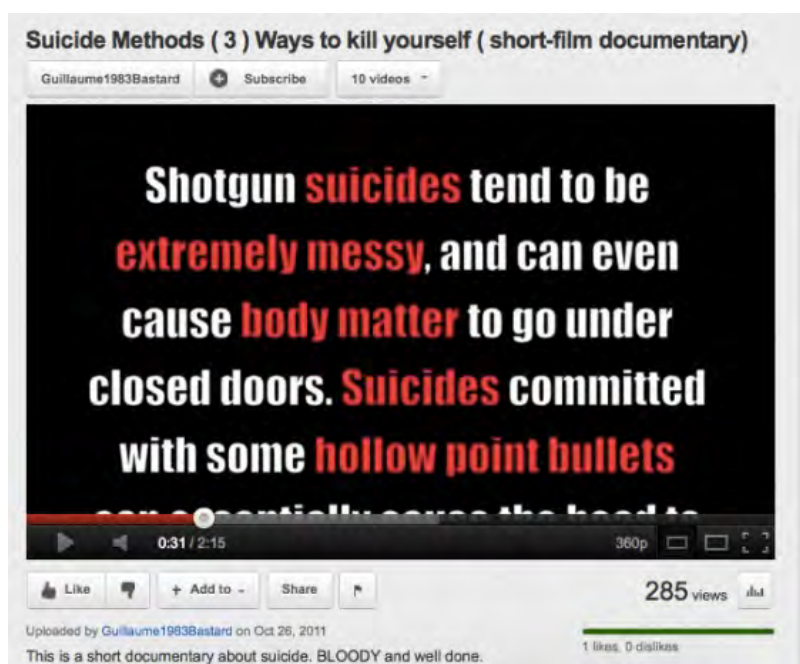 Suicide Methods ( 3 ) Ways to kill yourself ( short-film documentary)
Guillaume1983Bastard Subscribe 10 videos
Shotgun suicides tend to be
extremely messy, and can even
cause body matter to go under
closed doors. Suicides committed
with some hollow point bullets
0:31 / 2:15 360p
Like + Add to Share 285 views
Uploaded by Guillaume1983Bastard on Oct 26, 2011
1 likes, 0 dislikes
This is a short documentary about suicide. BLOODY and well done.